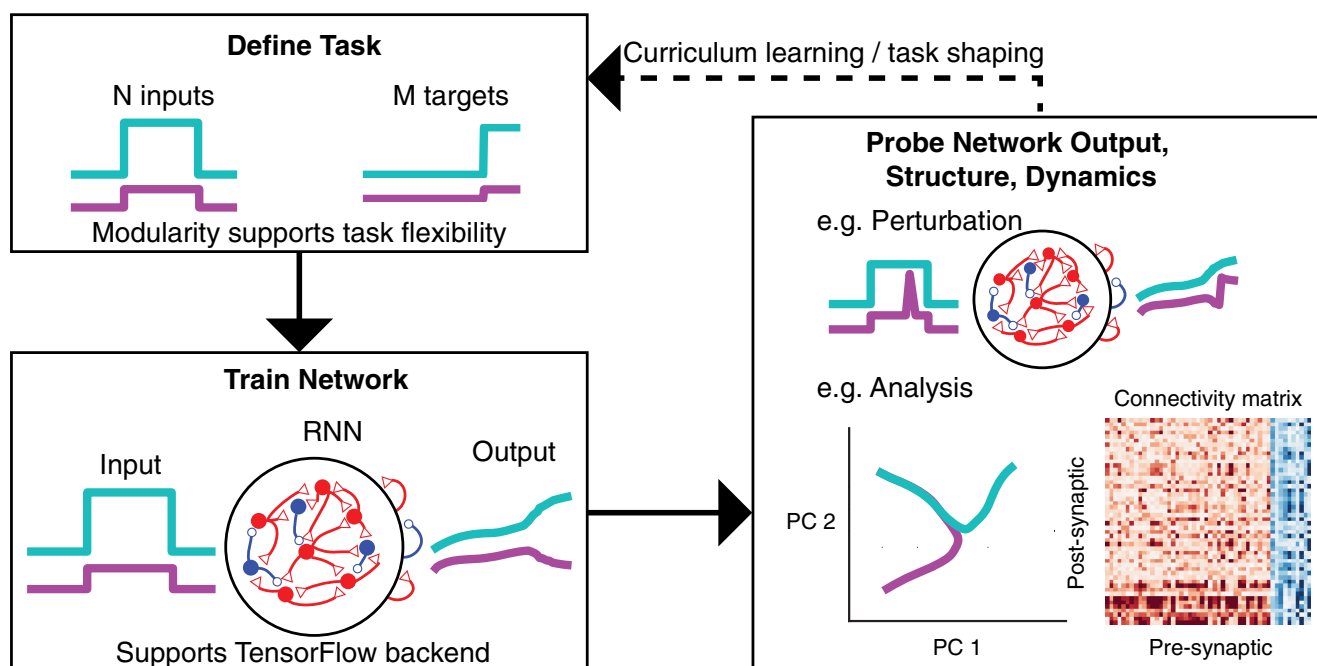 Define Task
N inputs
M targets
Modularity supports task flexibility
Curriculum learning / task shaping
Train Network
RNN
Input
Output
Supports TensorFlow backend
Probe Network Output,
Structure, Dynamics
e.g. Perturbation
e.g. Analysis
PC 2
PC 1
Connectivity matrix
Post-synaptic
Pre-synaptic